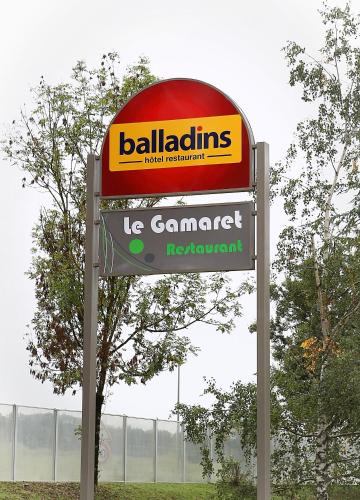 balladins
hôtel restaurant
Le Gamaret
Restaurant